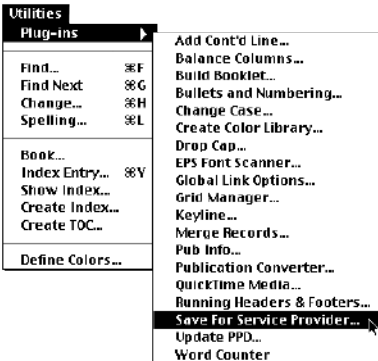 Utilities
Plug-ins
Find... ⌘F
Find Next ⌘G
Change... ⌘H
Spelling... ⌘L
Book...
Index Entry... ⌘Y
Show Index...
Create Index...
Create TOC...
Define Colors...
Add Cont'd Line...
Balance Columns...
Build Booklet...
Bullets and Numbering...
Change Case...
Create Color Library...
Drop Cap...
EPS Font Scanner...
Global Link Options...
Grid Manager...
Keyline...
Merge Records...
Pub Info...
Publication Converter...
QuickTime Media...
Running Headers & Footers...
Save For Service Provider...
Update PPD...
Word Counter